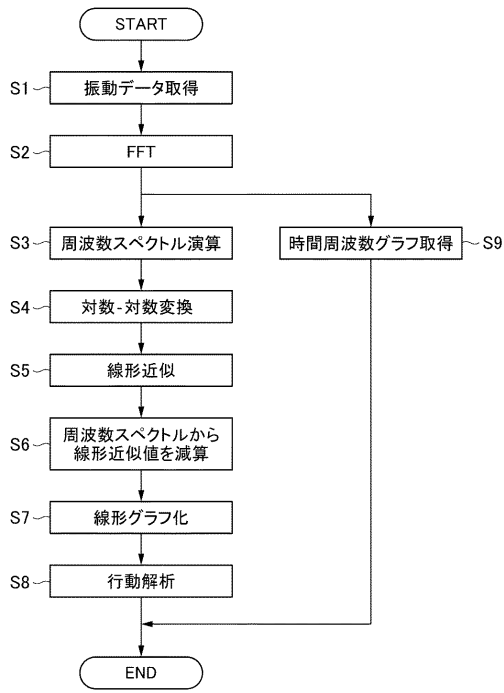 START
S1 振動データ取得
S2 FFT
S3 周波数スペクトル演算
時間周波数グラフ取得 S9
S4 対数-対数変換
S5 線形近似
S6 周波数スペクトルから
線形近似値を減算
S7 線形グラフ化
S8 行動解析
END